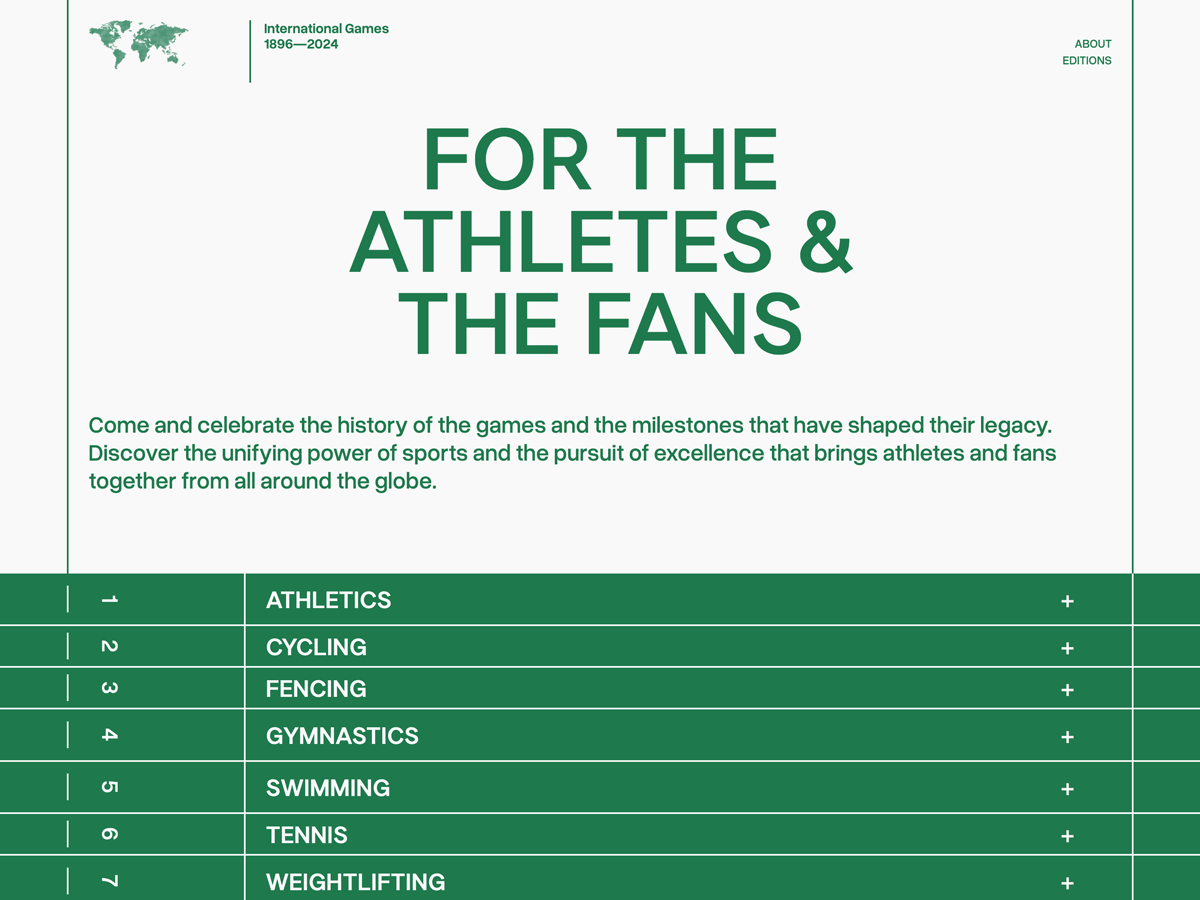 International Games
1896—2024
ABOUT
EDITIONS
FOR THE
ATHLETES &
THE FANS
Come and celebrate the history of the games and the milestones that have shaped their legacy.
Discover the unifying power of sports and the pursuit of excellence that brings athletes and fans
together from all around the globe.
1 ATHLETICS +
2 CYCLING +
3 FENCING +
4 GYMNASTICS +
5 SWIMMING +
6 TENNIS +
7 WEIGHTLIFTING +